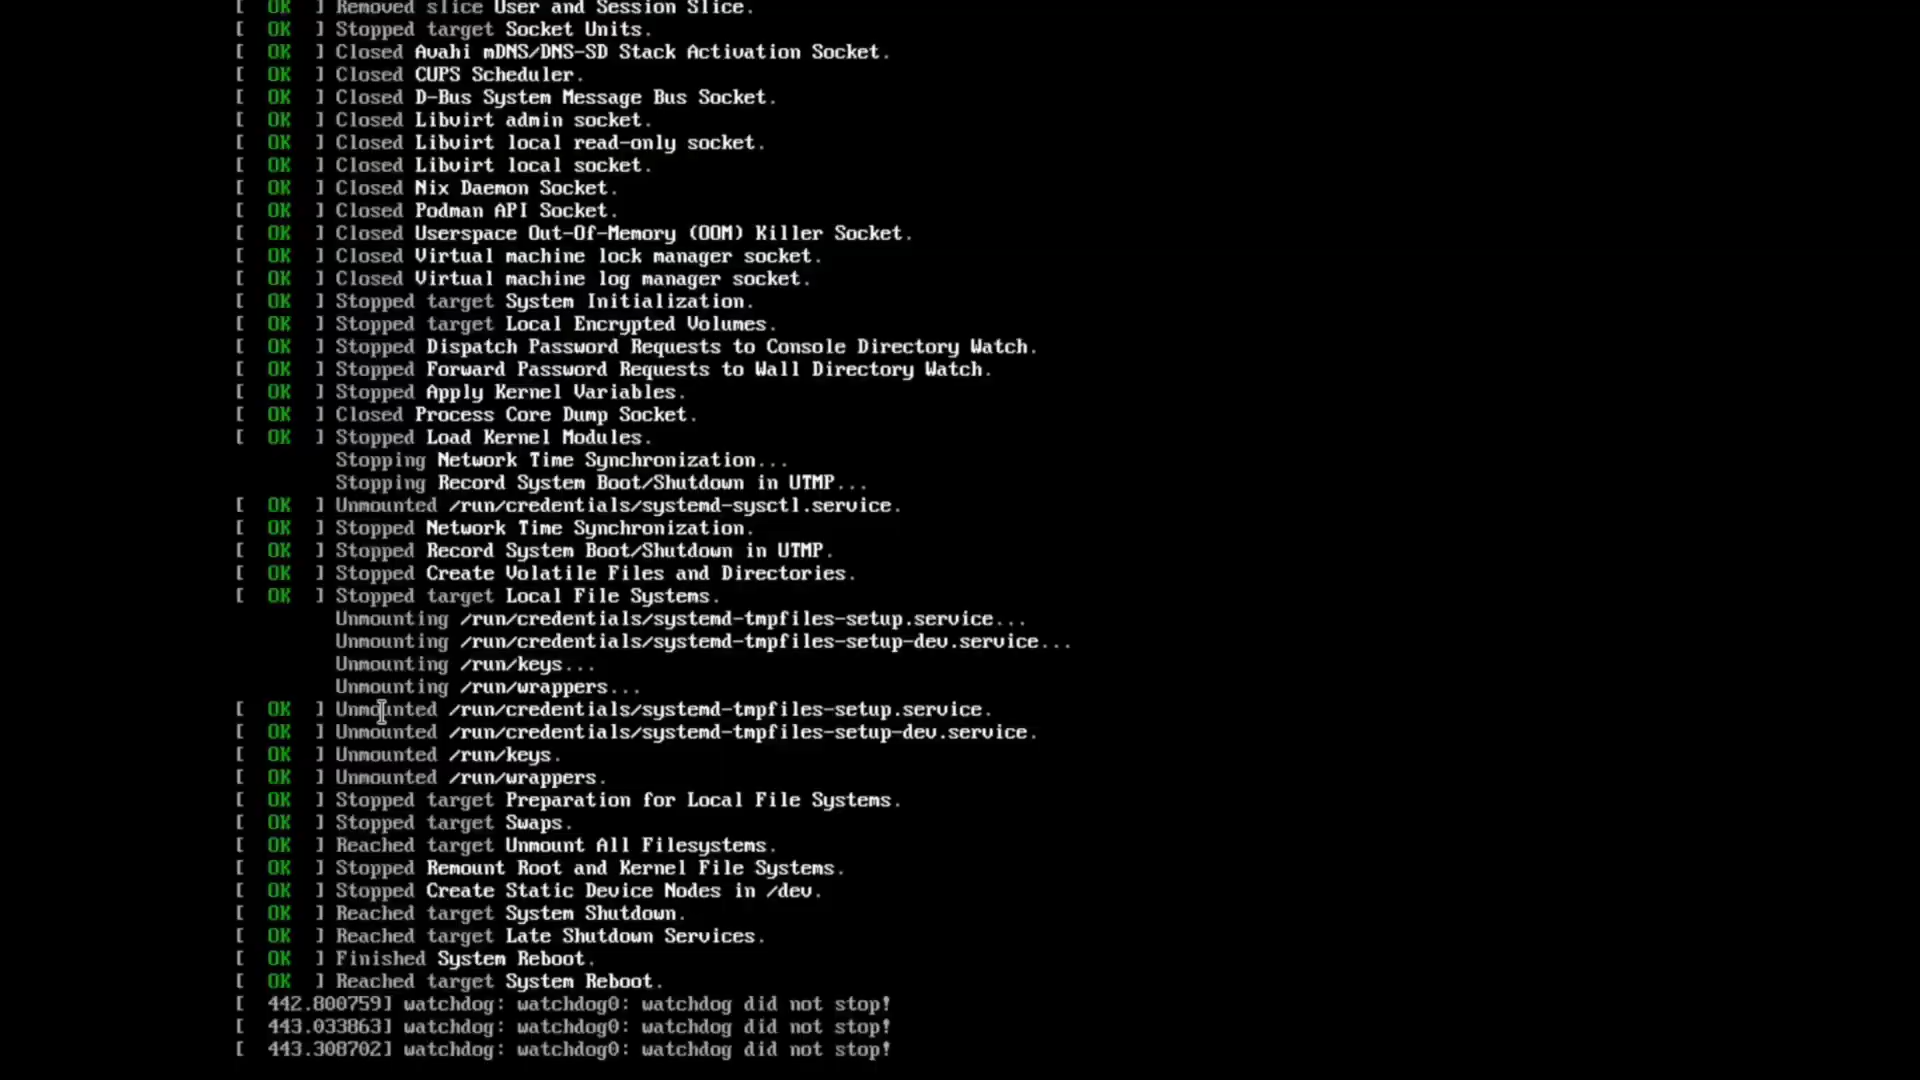 [  OK  ] Removed slice User and Session Slice.
[  OK  ] Stopped target Socket Units.
[  OK  ] Closed Avahi mDNS/DNS-SD Stack Activation Socket.
[  OK  ] Closed CUPS Scheduler.
[  OK  ] Closed D-Bus System Message Bus Socket.
[  OK  ] Closed Libvirt admin socket.
[  OK  ] Closed Libvirt local read-only socket.
[  OK  ] Closed Libvirt local socket.
[  OK  ] Closed Nix Daemon Socket.
[  OK  ] Closed Podman API Socket.
[  OK  ] Closed Userspace Out-Of-Memory (OOM) Killer Socket.
[  OK  ] Closed Virtual machine lock manager socket.
[  OK  ] Closed Virtual machine log manager socket.
[  OK  ] Stopped target System Initialization.
[  OK  ] Stopped target Local Encrypted Volumes.
[  OK  ] Stopped Dispatch Password Requests to Console Directory Watch.
[  OK  ] Stopped Forward Password Requests to Wall Directory Watch.
[  OK  ] Stopped Apply Kernel Variables.
[  OK  ] Closed Process Core Dump Socket.
[  OK  ] Stopped Load Kernel Modules.
Stopping Network Time Synchronization...
Stopping Record System Boot/Shutdown in UTMP...
[  OK  ] Unmounted /run/credentials/systemd-sysctl.service.
[  OK  ] Stopped Network Time Synchronization.
[  OK  ] Stopped Record System Boot/Shutdown in UTMP.
[  OK  ] Stopped Create Volatile Files and Directories.
[  OK  ] Stopped target Local File Systems.
Unmounting /run/credentials/systemd-tmpfiles-setup.service...
Unmounting /run/credentials/systemd-tmpfiles-setup-dev.service...
Unmounting /run/keys...
Unmounting /run/wrappers...
[  OK  ] Unmounted /run/credentials/systemd-tmpfiles-setup.service.
[  OK  ] Unmounted /run/credentials/systemd-tmpfiles-setup-dev.service.
[  OK  ] Unmounted /run/keys.
[  OK  ] Unmounted /run/wrappers.
[  OK  ] Stopped target Preparation for Local File Systems.
[  OK  ] Stopped target Swaps.
[  OK  ] Reached target Unmount All Filesystems.
[  OK  ] Stopped Remount Root and Kernel File Systems.
[  OK  ] Stopped Create Static Device Nodes in /dev.
[  OK  ] Reached target System Shutdown.
[  OK  ] Reached target Late Shutdown Services.
[  OK  ] Finished System Reboot.
[  OK  ] Reached target System Reboot.
[  442.800759] watchdog: watchdog0: watchdog did not stop!
[  443.033863] watchdog: watchdog0: watchdog did not stop!
[  443.308702] watchdog: watchdog0: watchdog did not stop!